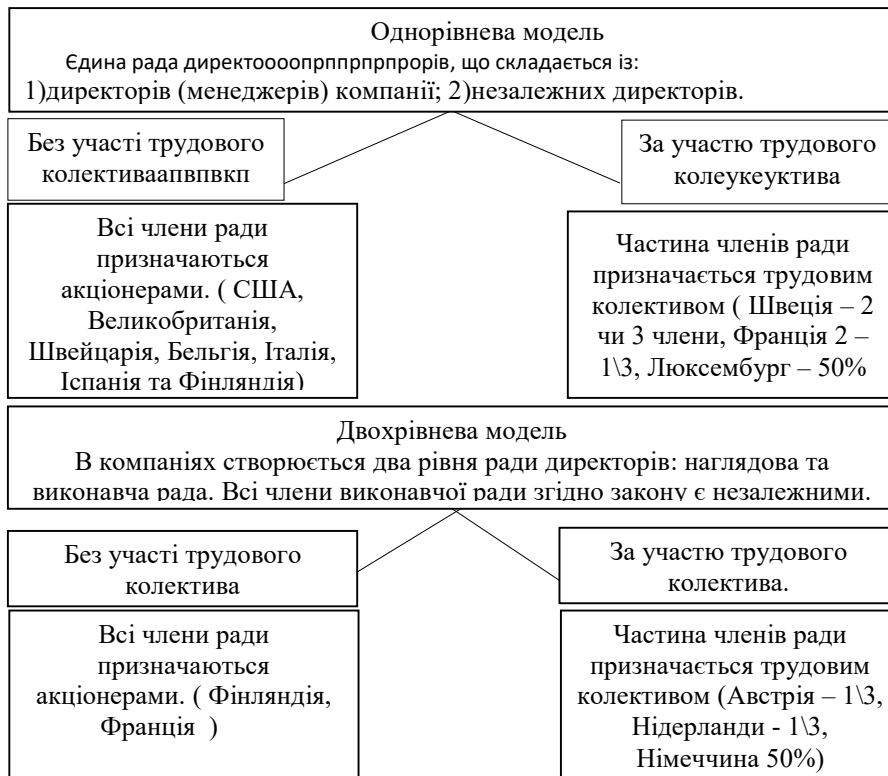 Однорівнева модель
Єдина рада директоооопрппрпрпрорів, що складається із:
1)директорів (менеджерів) компанії; 2)незалежних директорів.
Без участі трудового
колективаапвпвкп
За участю трудового
колеукеуктива
Всі члени ради
призначаються
акціонерами. ( США,
Великобританія,
Швейцарія, Бельгія, Італія,
Іспанія та Фінляндія)
Частина членів ради
призначається трудовим
колективом ( Швеція – 2
чи 3 члени, Франція 2 –
1\3, Люксембург – 50%
Двохрівнева модель
В компаніях створюється два рівня ради директорів: наглядова та
виконавча рада. Всі члени виконавчої ради згідно закону є незалежними.
Без участі трудового
колектива
За участю трудового
колектива.
Всі члени ради
призначаються
акціонерами. ( Фінляндія,
Франція )
Частина членів ради
призначається трудовим
колективом (Австрія – 1\3,
Нідерланди - 1\3,
Німеччина 50%)